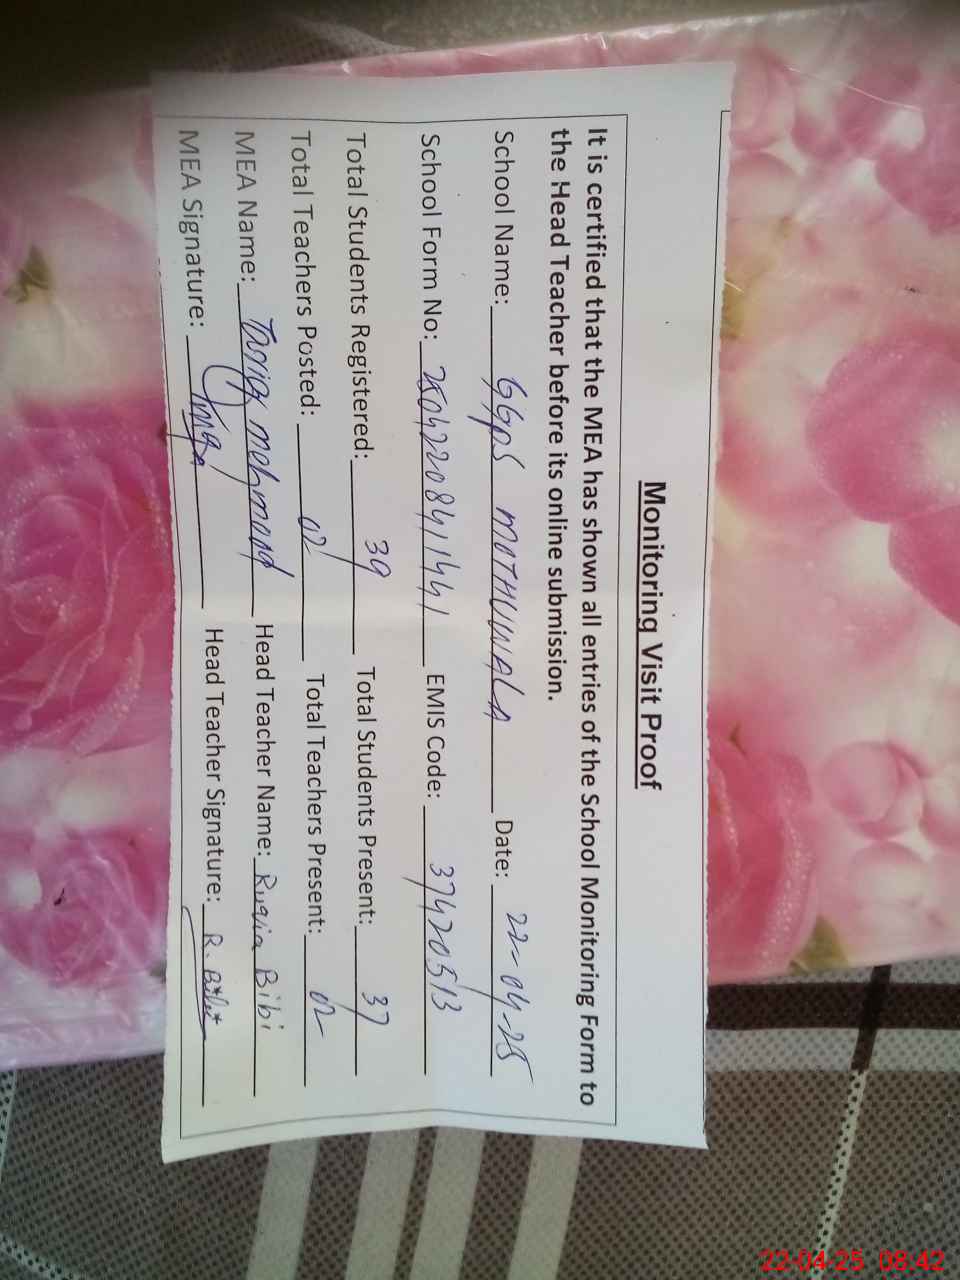 Monitoring Visit Proof
It is certified that the MEA has shown all entries of the School Monitoring Form to
the Head Teacher before its online submission.
School Name: GGPS MOTHUWALA Date: 22-04-25
School Form No: 25042208411441 EMIS Code: 37420513
Total Students Registered: 39 Total Students Present: 37
Total Teachers Posted: 02 Total Teachers Present: 02
MEA Name: Tariq mehmood Head Teacher Name: Ruqia Bibi
MEA Signature: Head Teacher Signature: R. Bibi
22-04-25 08:42